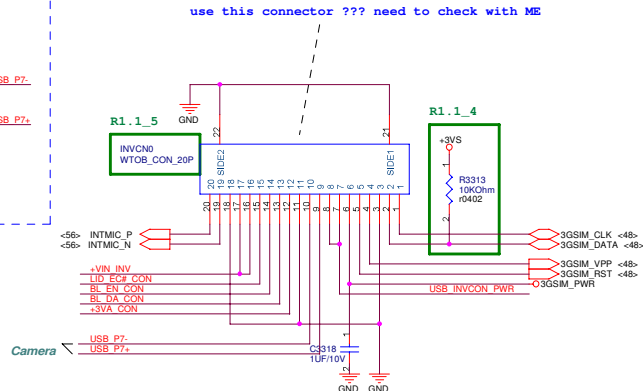 use this connector ??? need to check with ME
SB_P7-
SB_P7+
GND
R1.1_5
R1.1_4
22
21
INVCN0
WTOB_CON_20P
SIDE2
SIDE1
20 19 18 17 16 15 14 13 12 11 10 9 8 7 6 5 4 3 2 1
20 19 18 17 16 15 14 13 12 11 10 9 8 7 6 5 4 3 2 1
+3VS
1
R3313
10KOhm
r0402
2
<56> INTMIC_P
<56> INTMIC_N
3GSIM_CLK <48>
3GSIM_DATA <48>
3GSIM_VPP <48>
3GSIM_RST <48>
3GSIM_PWR
USB_INVCON_PWR
+VIN_INV
LID_EC#_CON
BL_EN_CON
BL_DA_CON
+3VA_CON
Camera
USB_P7-
USB_P7+
1
C3318
1UF/10V
2
GND
GND